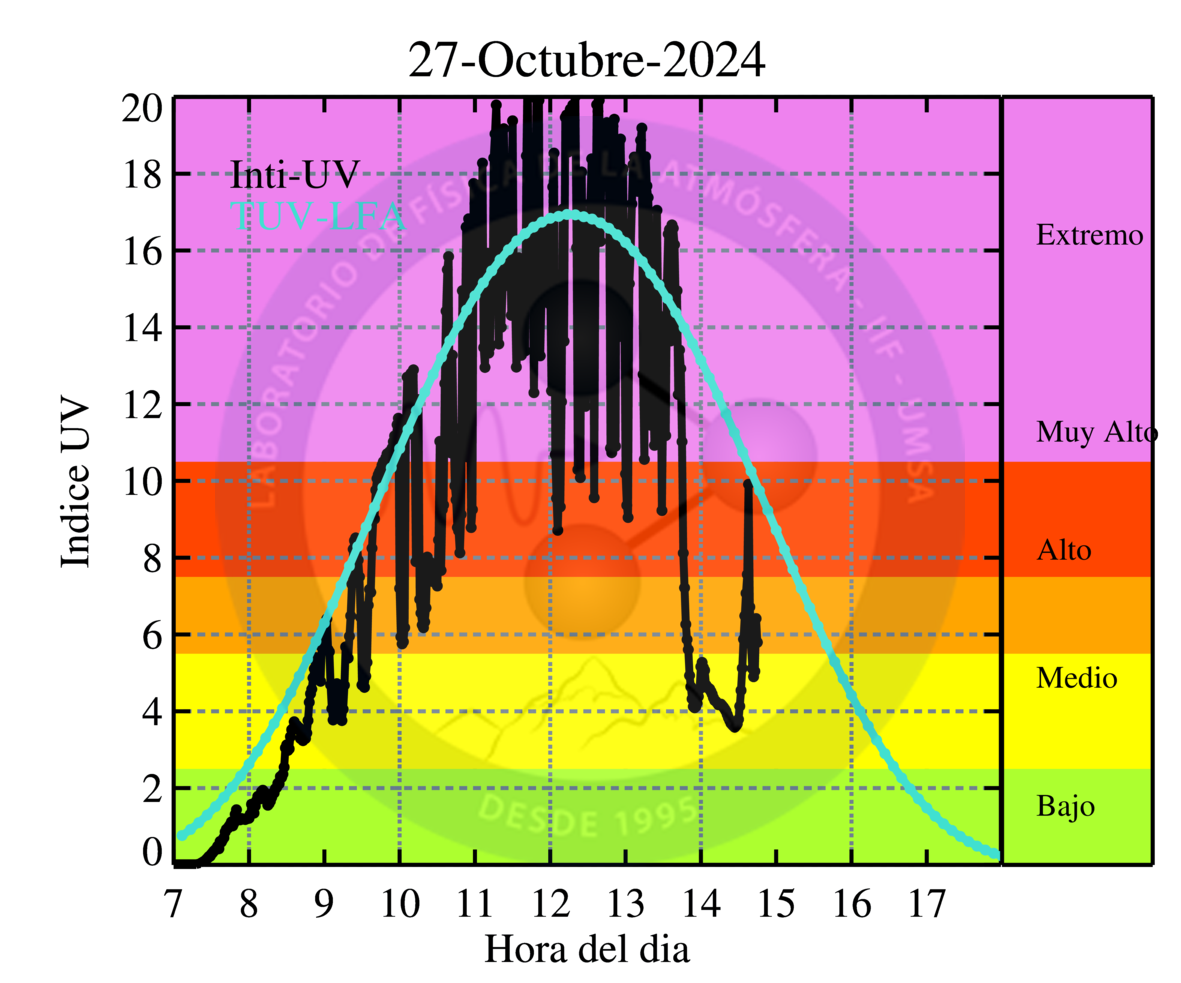 27-Octubre-2024
20
18
16
14
12
10
8
6
4
2
0
Indice UV
Inti-UV
TUV-LFA
LABORATORIO DE FÍSICA DE LA ATMÓSFERA - IIF - UMSA
DESDE 1995
Extremo
Muy Alto
Alto
Medio
Bajo
7 8 9 10 11 12 13 14 15 16 17
Hora del dia